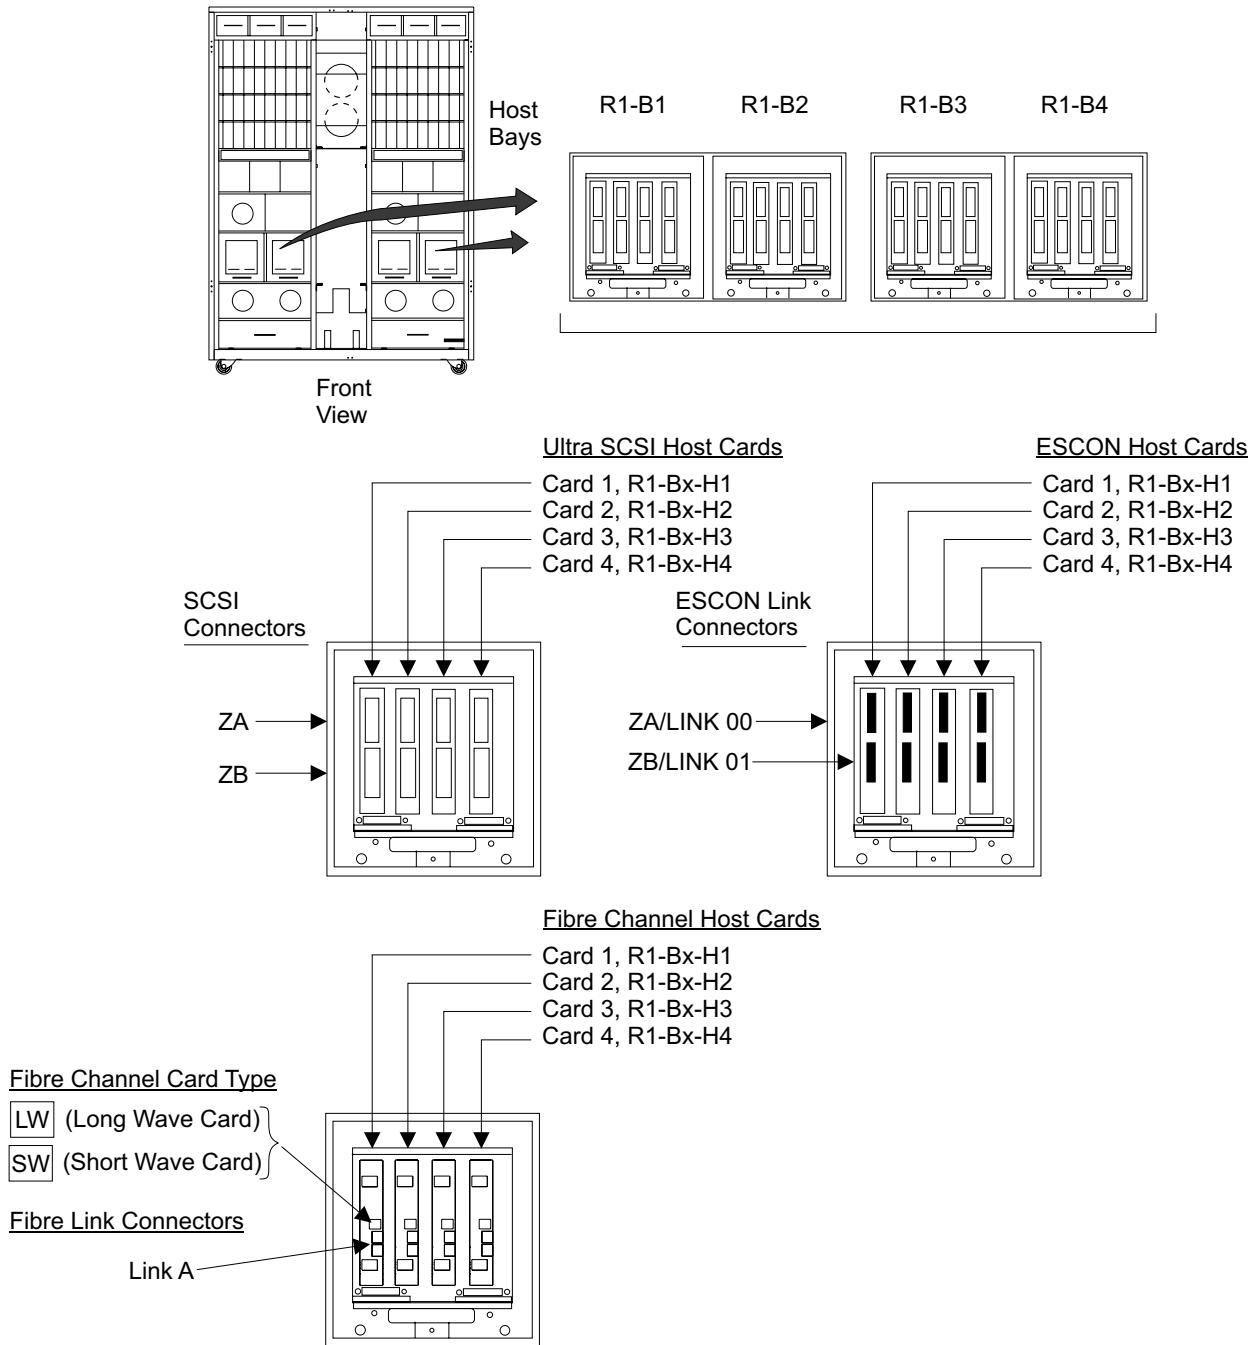 Host
Bays
R1-B1
R1-B2
R1-B3
R1-B4
Front
View
Ultra SCSI Host Cards
Card 1, R1-Bx-H1
Card 2, R1-Bx-H2
Card 3, R1-Bx-H3
Card 4, R1-Bx-H4
SCSI
Connectors
ZA
ZB
ESCON Host Cards
Card 1, R1-Bx-H1
Card 2, R1-Bx-H2
Card 3, R1-Bx-H3
Card 4, R1-Bx-H4
ESCON Link
Connectors
ZA/LINK 00
ZB/LINK 01
Fibre Channel Host Cards
Card 1, R1-Bx-H1
Card 2, R1-Bx-H2
Card 3, R1-Bx-H3
Card 4, R1-Bx-H4
Fibre Channel Card Type
LW (Long Wave Card)
SW (Short Wave Card)
Fibre Link Connectors
Link A